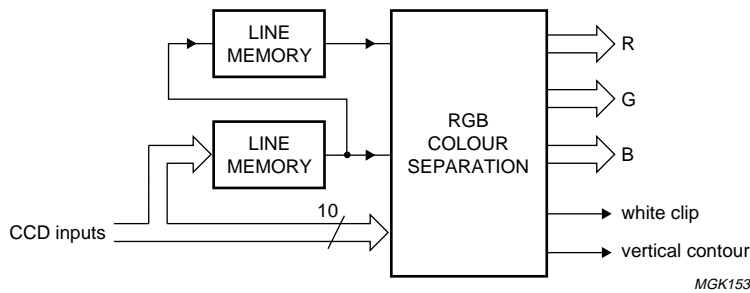 LINE
MEMORY
R
G
RGB
COLOUR
SEPARATION
LINE
MEMORY
B
10
white clip
CCD inputs
vertical contour
MGK153